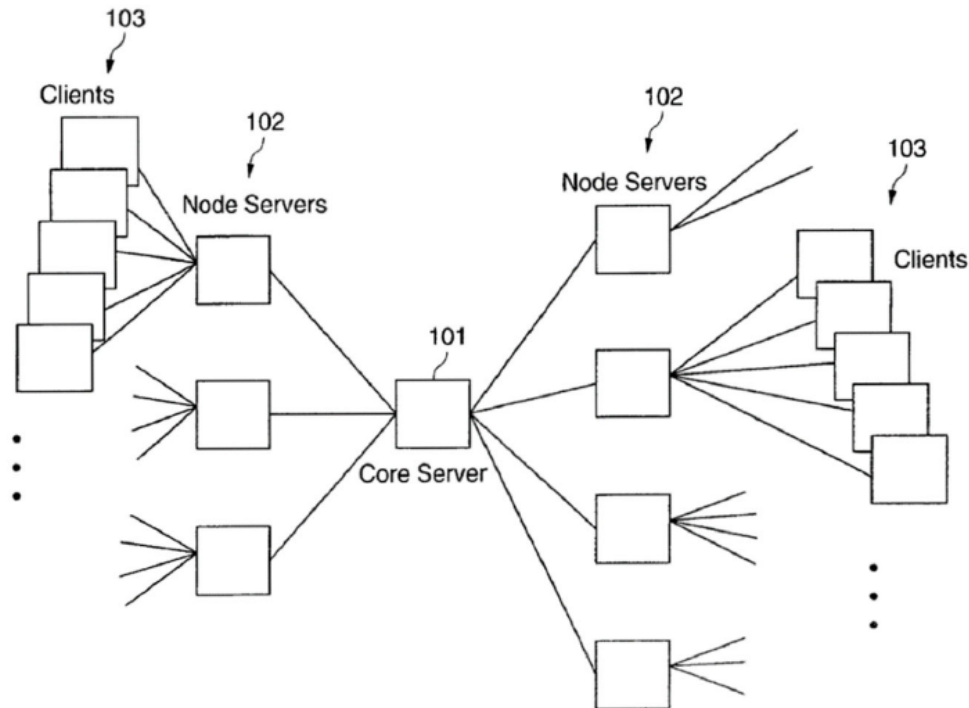 103
Clients
102
Node Servers
102
Node Servers
103
Clients
101
Core Server